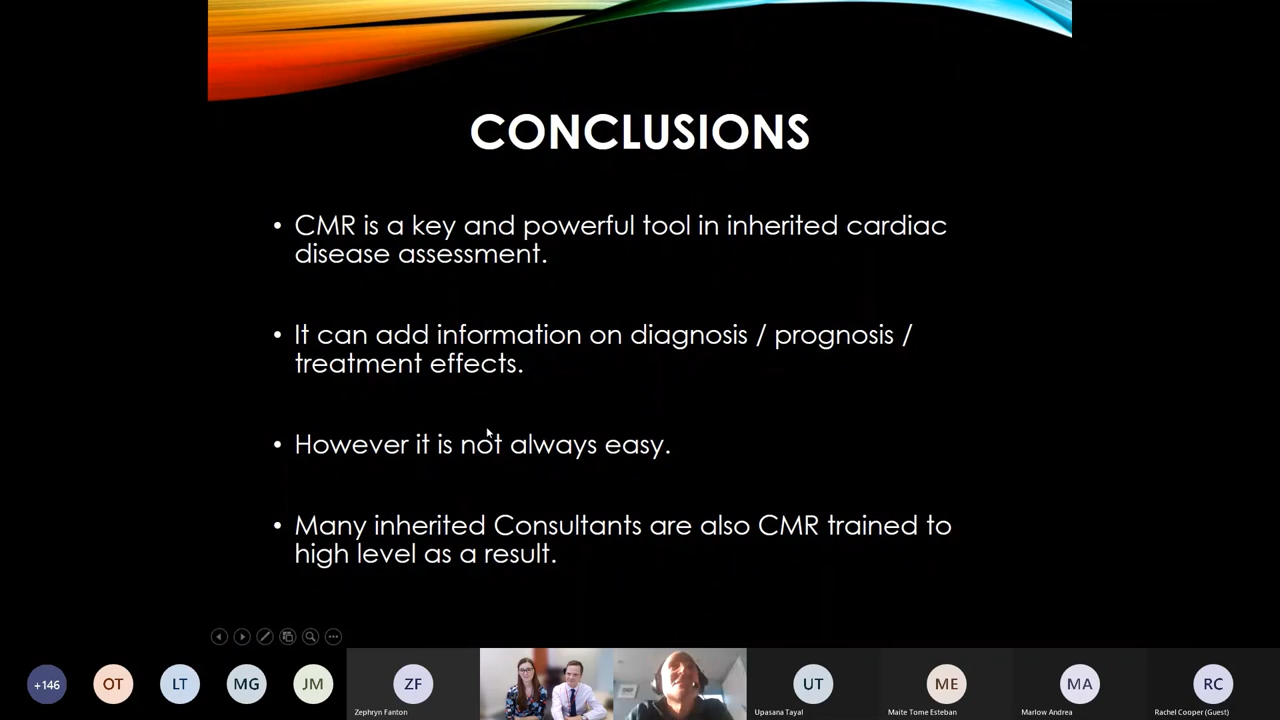 CONCLUSIONS
• CMR is a key and powerful tool in inherited cardiac
disease assessment.
• It can add information on diagnosis / prognosis /
treatment effects.
• However it is not always easy.
• Many inherited Consultants are also CMR trained to
high level as a result.
+146 OT LT MG JM ZF UT ME MA RC
Zephryn Fanton Upasana Tayal Maite Tome Esteban Marlow Andrea Rachel Cooper (Guest)